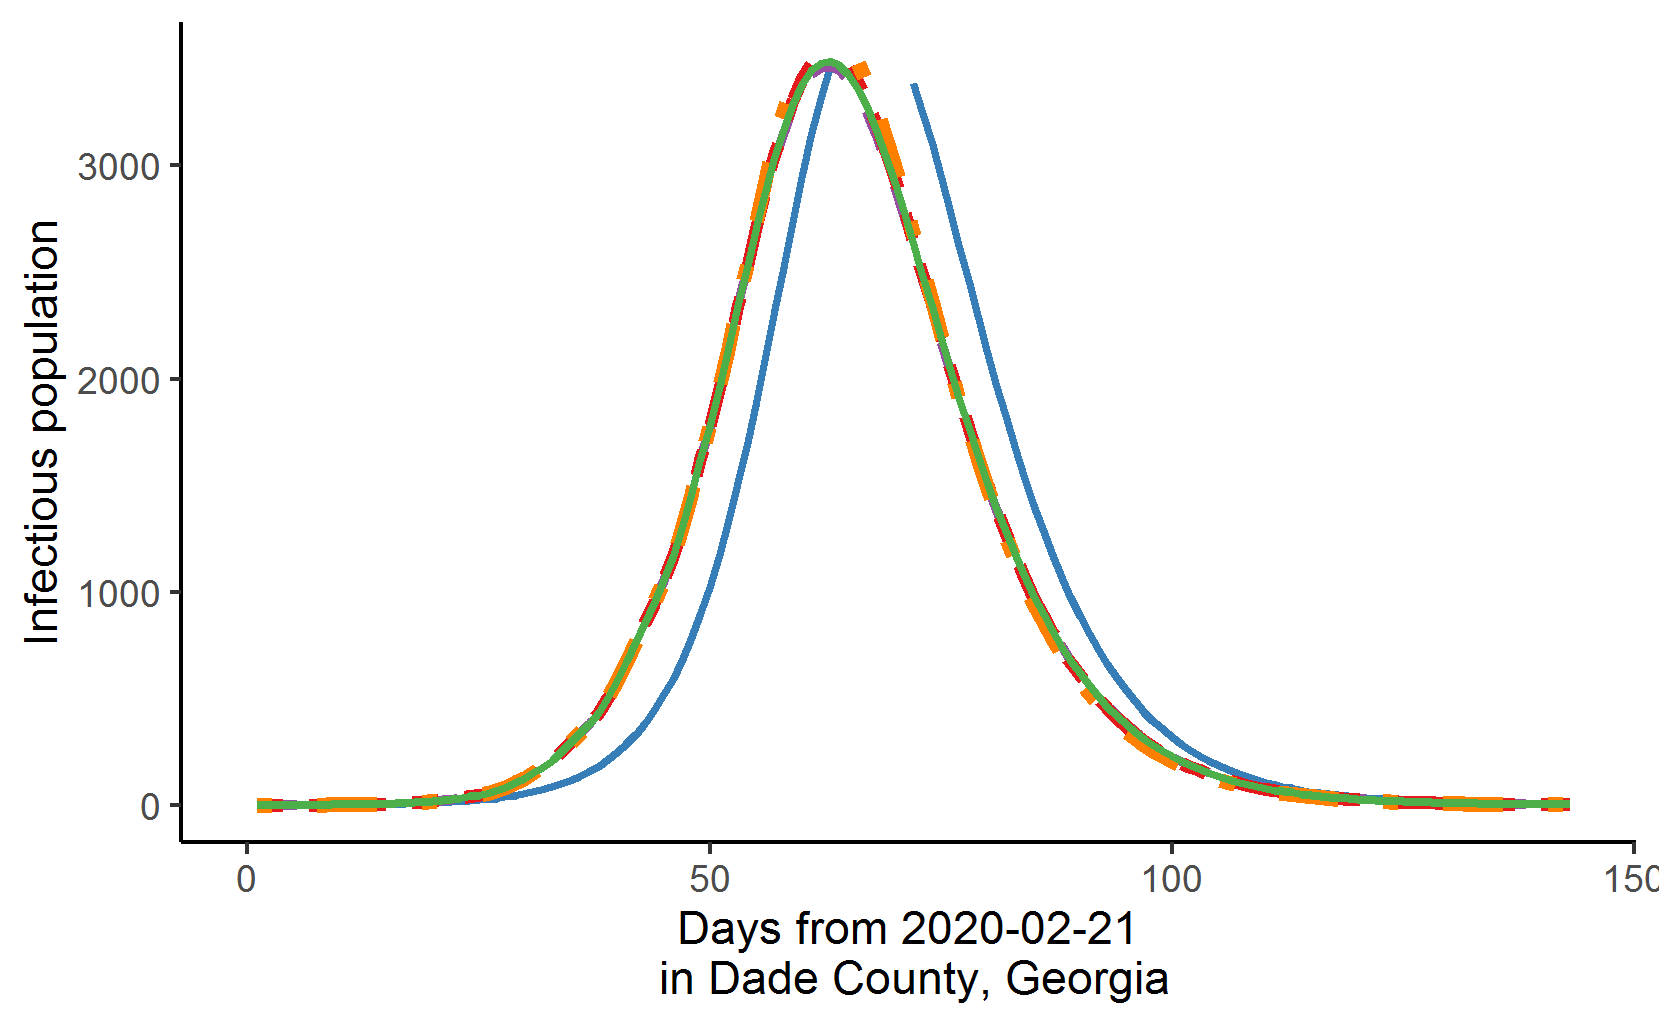 Infectious population
3000
2000
1000
0
0 50 100 150
Days from 2020-02-21
in Dade County, Georgia